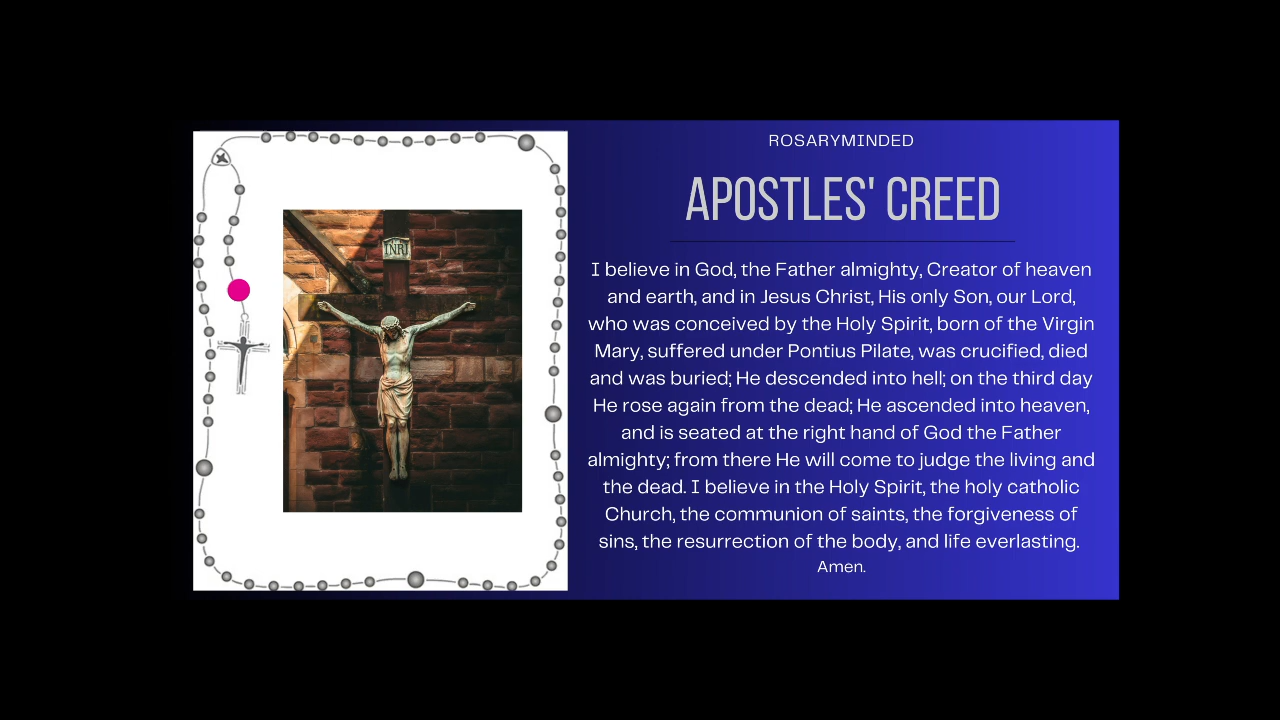 ROSARYMINDED
APOSTLES' CREED
INRI
I believe in God, the Father almighty, Creator of heaven
and earth, and in Jesus Christ, His only Son, our Lord,
who was conceived by the Holy Spirit, born of the Virgin
Mary, suffered under Pontius Pilate, was crucified, died
and was buried; He descended into hell; on the third day
He rose again from the dead; He ascended into heaven,
and is seated at the right hand of God the Father
almighty; from there He will come to judge the living and
the dead. I believe in the Holy Spirit, the holy catholic
Church, the communion of saints, the forgiveness of
sins, the resurrection of the body, and life everlasting.
Amen.